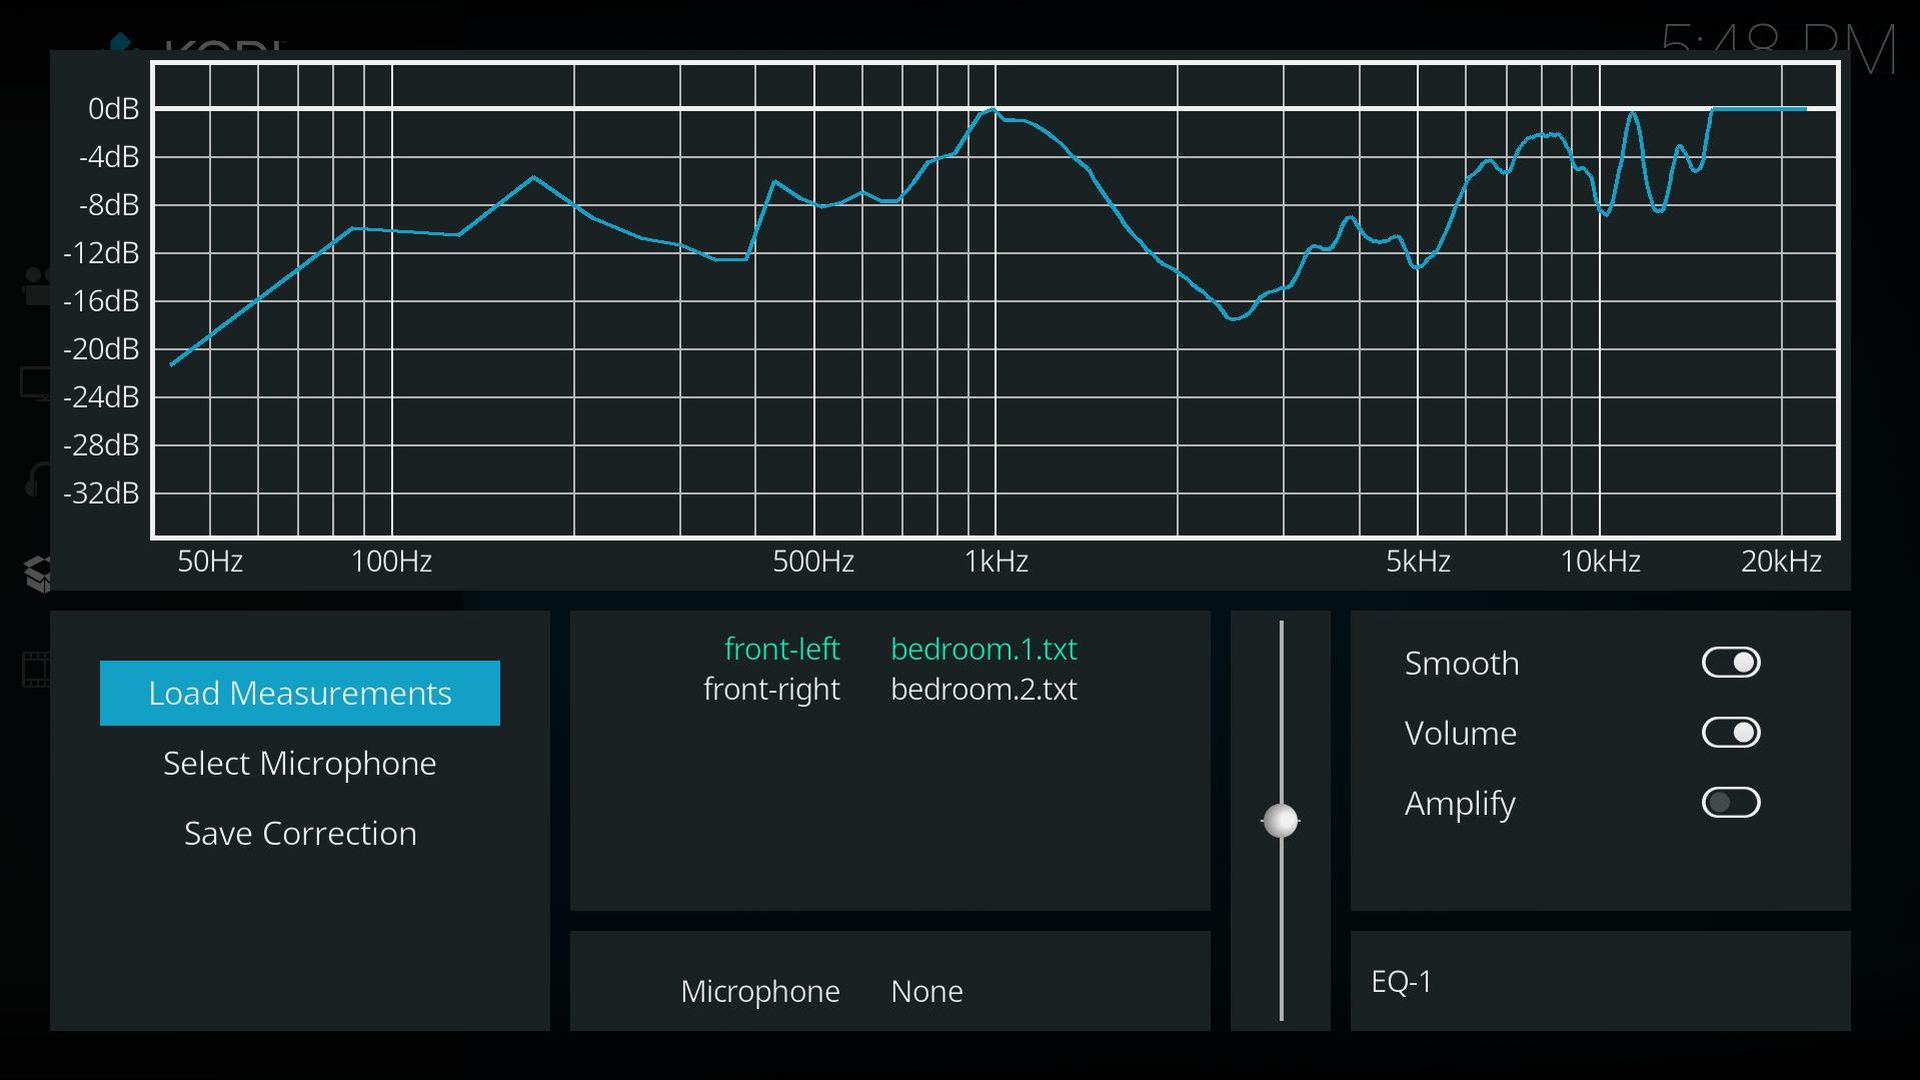 KODI
5:48 PM
0dB
-4dB
-8dB
-12dB
-16dB
-20dB
-24dB
-28dB
-32dB
50Hz 100Hz 500Hz 1kHz 5kHz 10kHz 20kHz
Load Measurements
Select Microphone
Save Correction
front-left bedroom.1.txt
front-right bedroom.2.txt
Microphone None
Smooth
Volume
Amplify
EQ-1